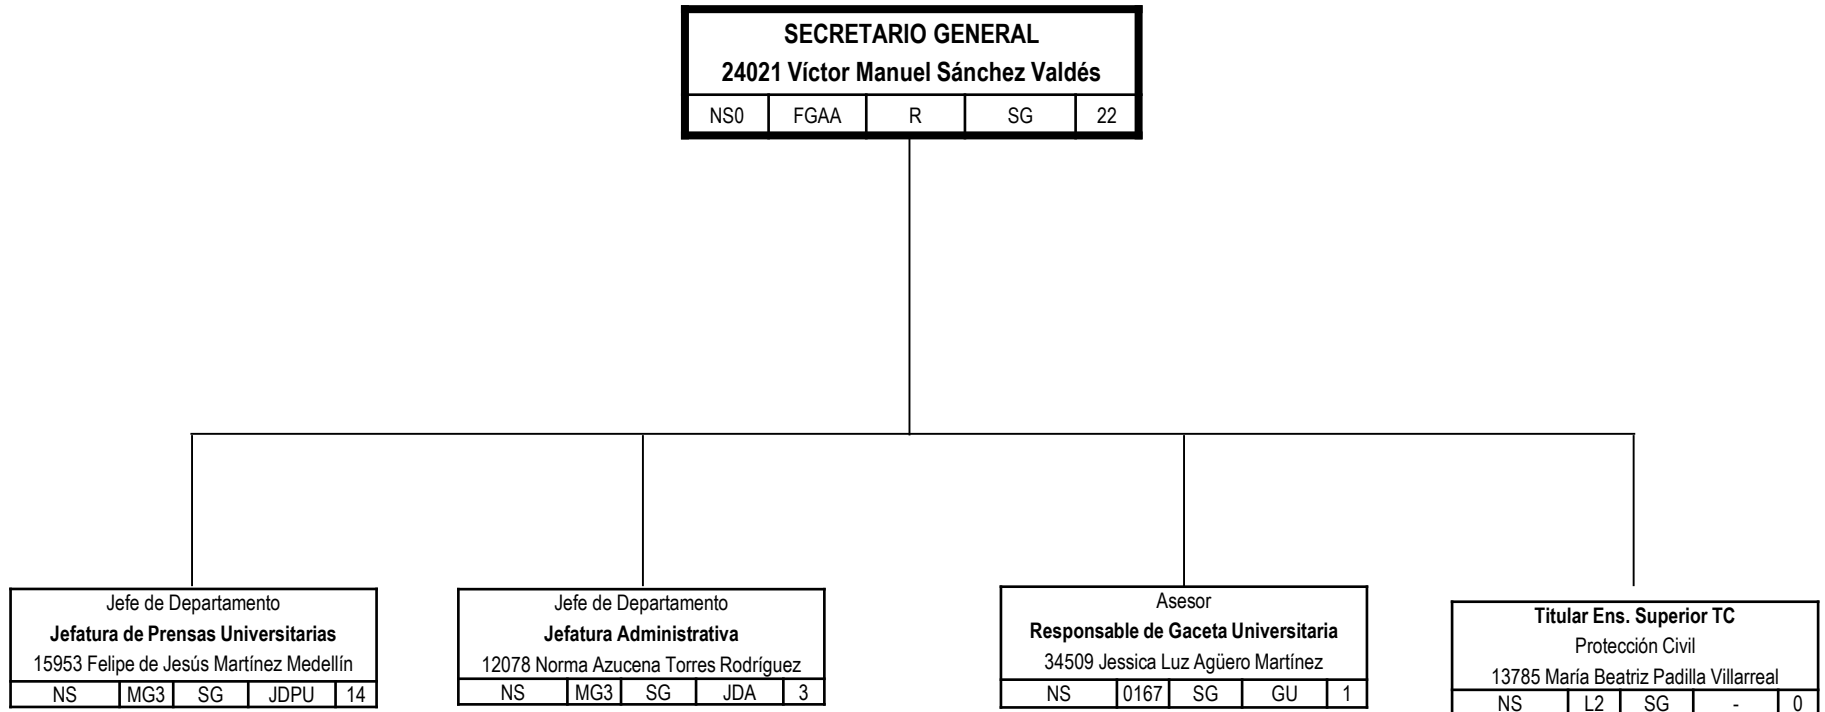 SECRETARIO GENERAL
24021 Víctor Manuel Sánchez Valdés
NS0 FGAA R SG 22
Jefe de Departamento
Jefatura de Prensas Universitarias
15953 Felipe de Jesús Martínez Medellín
NS MG3 SG JDPU 14
Jefe de Departamento
Jefatura Administrativa
12078 Norma Azucena Torres Rodríguez
NS MG3 SG JDA 3
Asesor
Responsable de Gaceta Universitaria
34509 Jessica Luz Agüero Martínez
NS 0167 SG GU 1
Titular Ens. Superior TC
Protección Civil
13785 María Beatriz Padilla Villarreal
NS L2 SG - 0